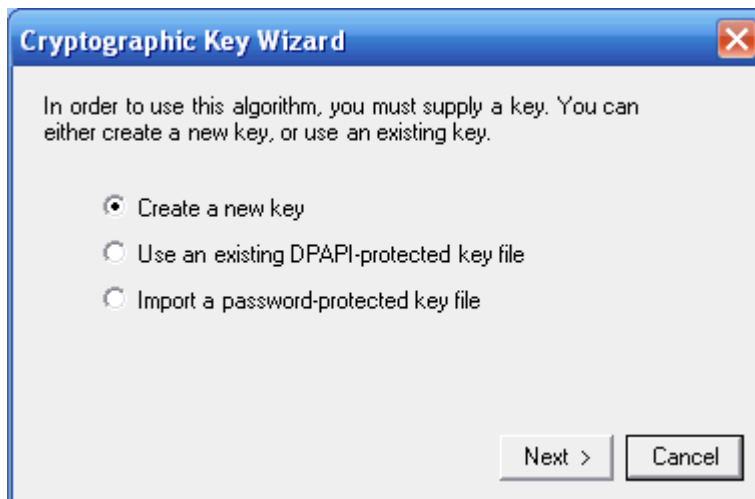 Cryptographic Key Wizard
In order to use this algorithm, you must supply a key. You can
either create a new key, or use an existing key.
Create a new key
Use an existing DPAPI-protected key file
Import a password-protected key file
Next >
Cancel